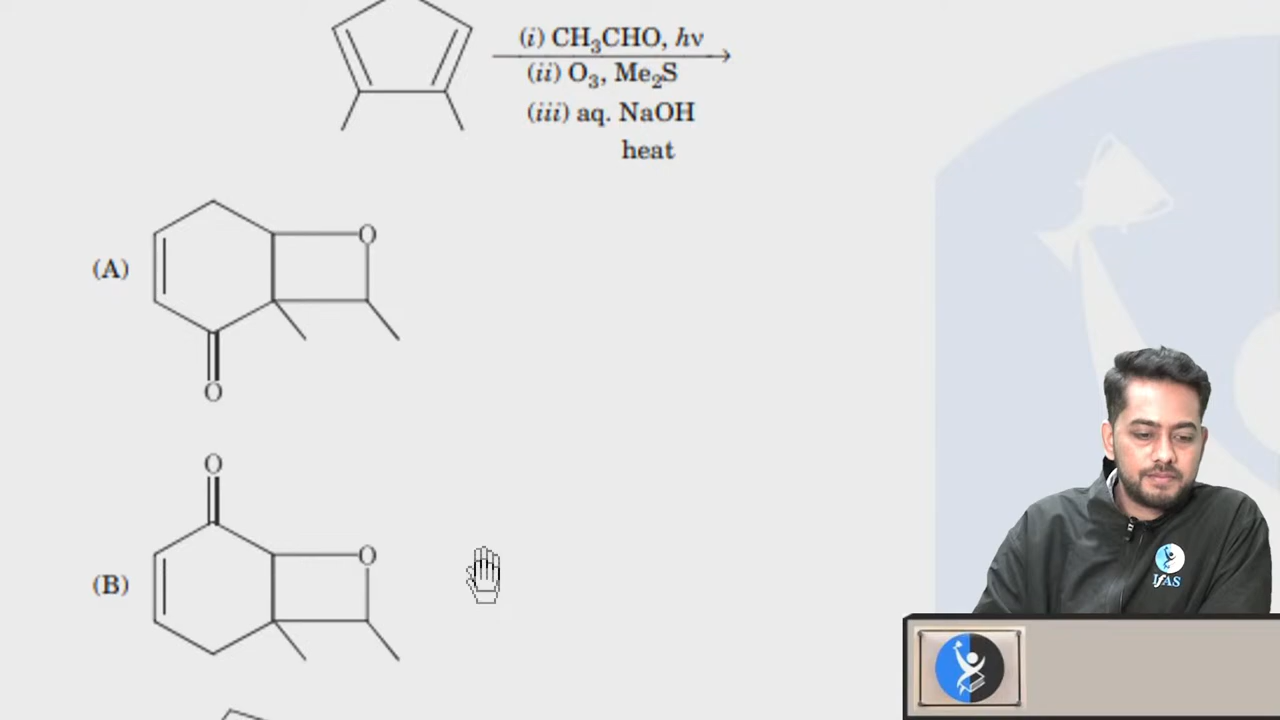 (i) CH₃CHO, hν
(ii) O₃, Me₂S
(iii) aq. NaOH
heat
(A)
O
O
O
(B)
O
IFAS